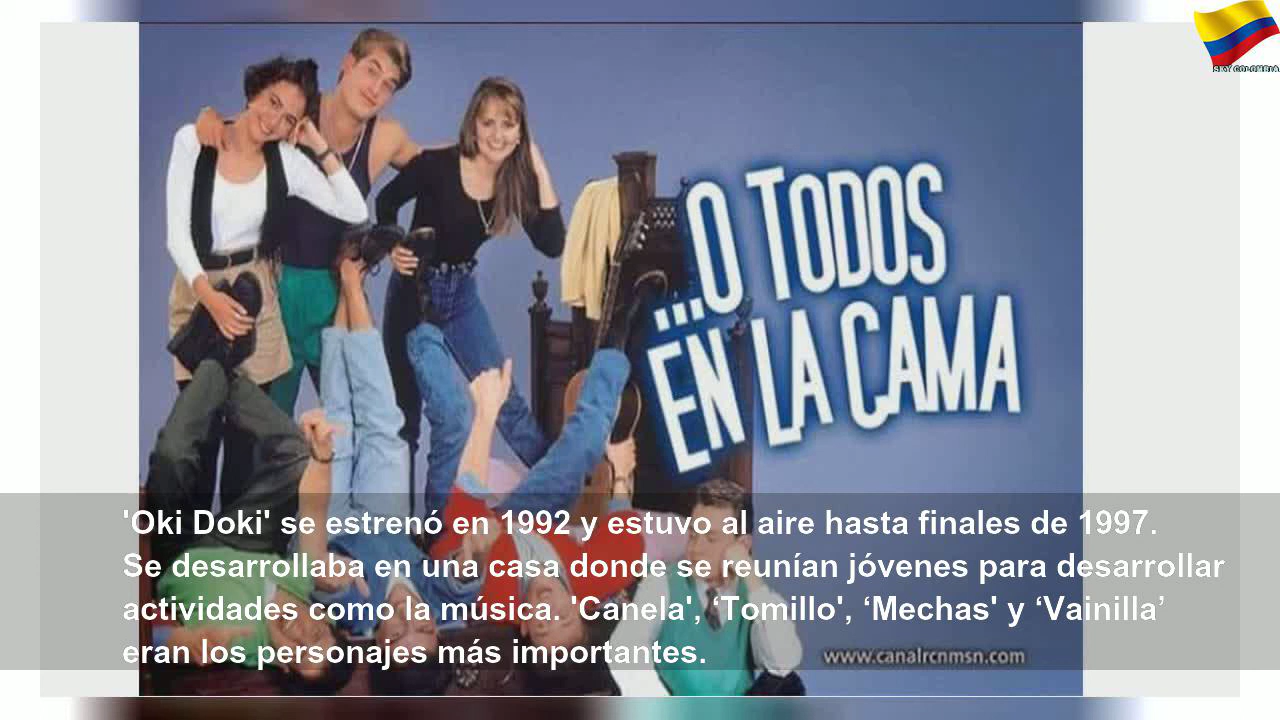 SKY COLOMBIA
...O TODOS
EN LA CAMA
'Oki Doki' se estrenó en 1992 y estuvo al aire hasta finales de 1997.
Se desarrollaba en una casa donde se reunían jóvenes para desarrollar
actividades como la música. 'Canela', ‘Tomillo', ‘Mechas' y ‘Vainilla’
eran los personajes más importantes.
www.canalrcnmsn.com